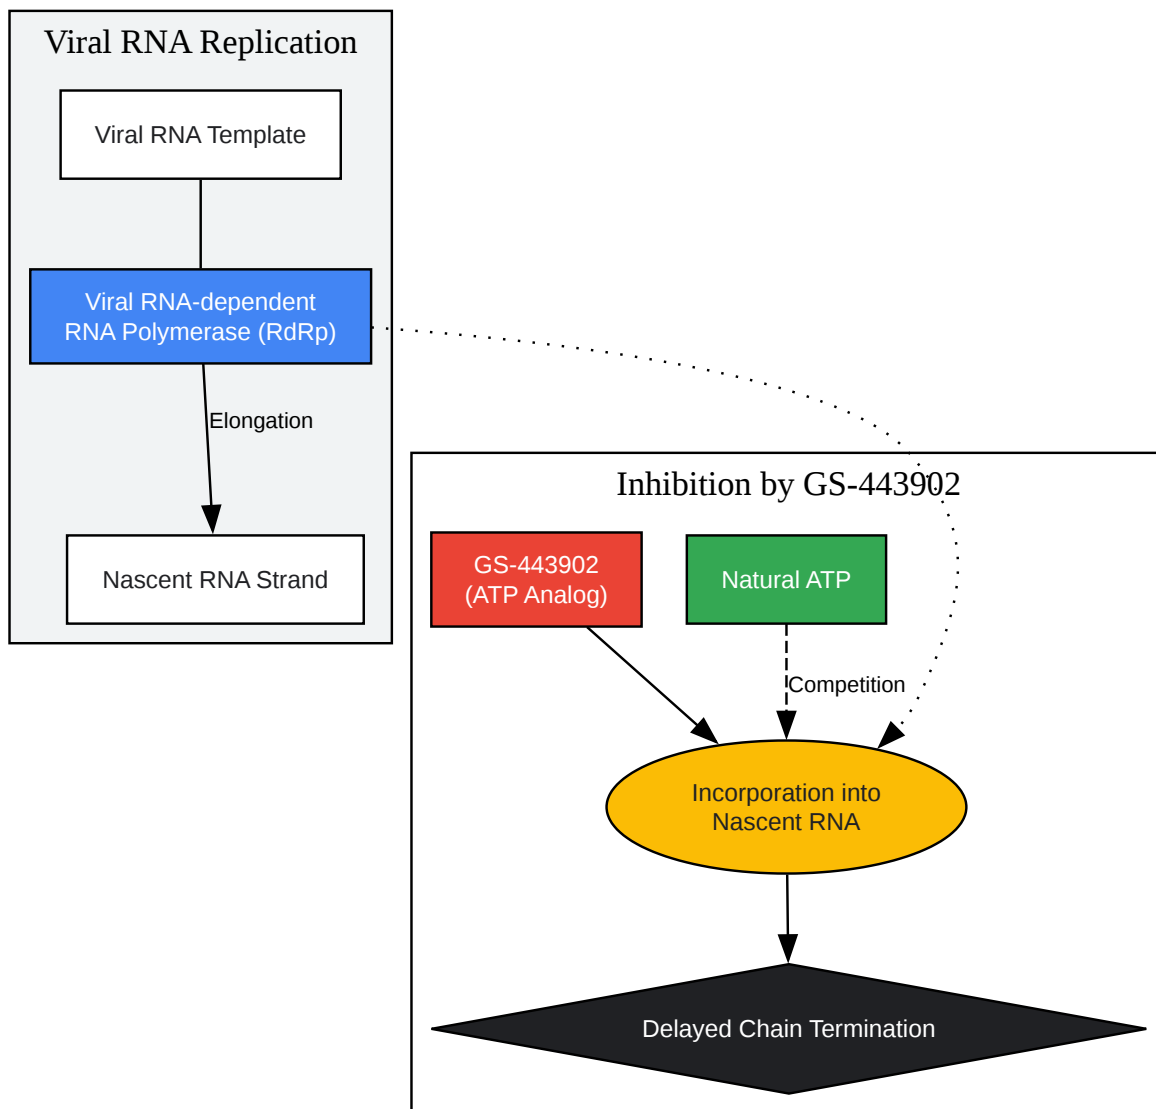 Viral RNA Replication
Viral RNA Template
Viral RNA-dependent
RNA Polymerase (RdRp)
Elongation
Nascent RNA Strand
Inhibition by GS-443902
GS-443902
(ATP Analog)
Natural ATP
Competition
Incorporation into
Nascent RNA
Delayed Chain Termination